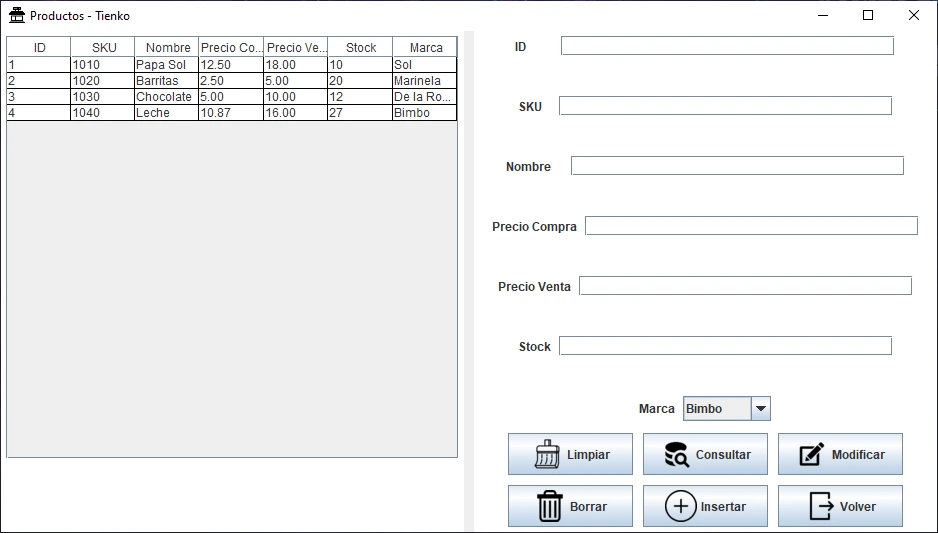 Productos - Tienko
ID SKU Nombre Precio Co... Precio Ve... Stock Marca
1 1010 Papa Sol 12.50 18.00 10 Sol
2 1020 Barritas 2.50 5.00 20 Marinela
3 1030 Chocolate 5.00 10.00 12 De la Ro...
4 1040 Leche 10.87 16.00 27 Bimbo
ID
SKU
Nombre
Precio Compra
Precio Venta
Stock
Marca Bimbo
Limpiar Consultar Modificar
Borrar Insertar Volver